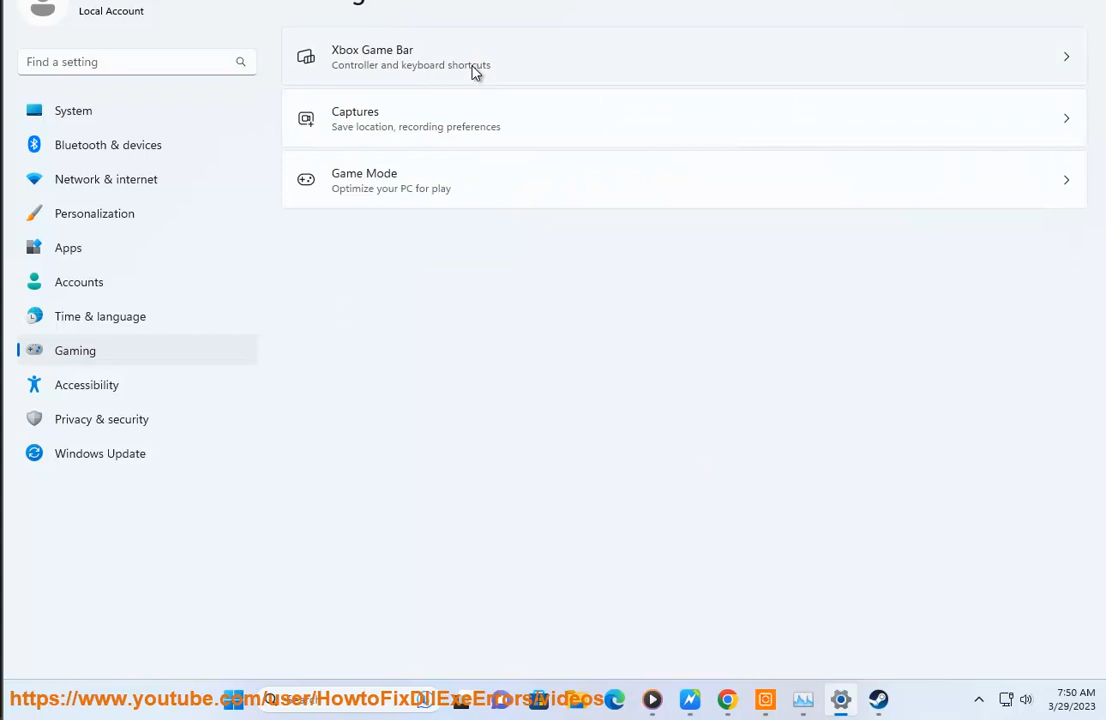 Local Account
Find a setting
System
Bluetooth & devices
Network & internet
Personalization
Apps
Accounts
Time & language
Gaming
Accessibility
Privacy & security
Windows Update
Xbox Game Bar
Controller and keyboard shortcuts
Captures
Save location, recording preferences
Game Mode
Optimize your PC for play
https://www.youtube.com/user/HowtoFixDllExeErrors/videos
7:50 AM
3/29/2023